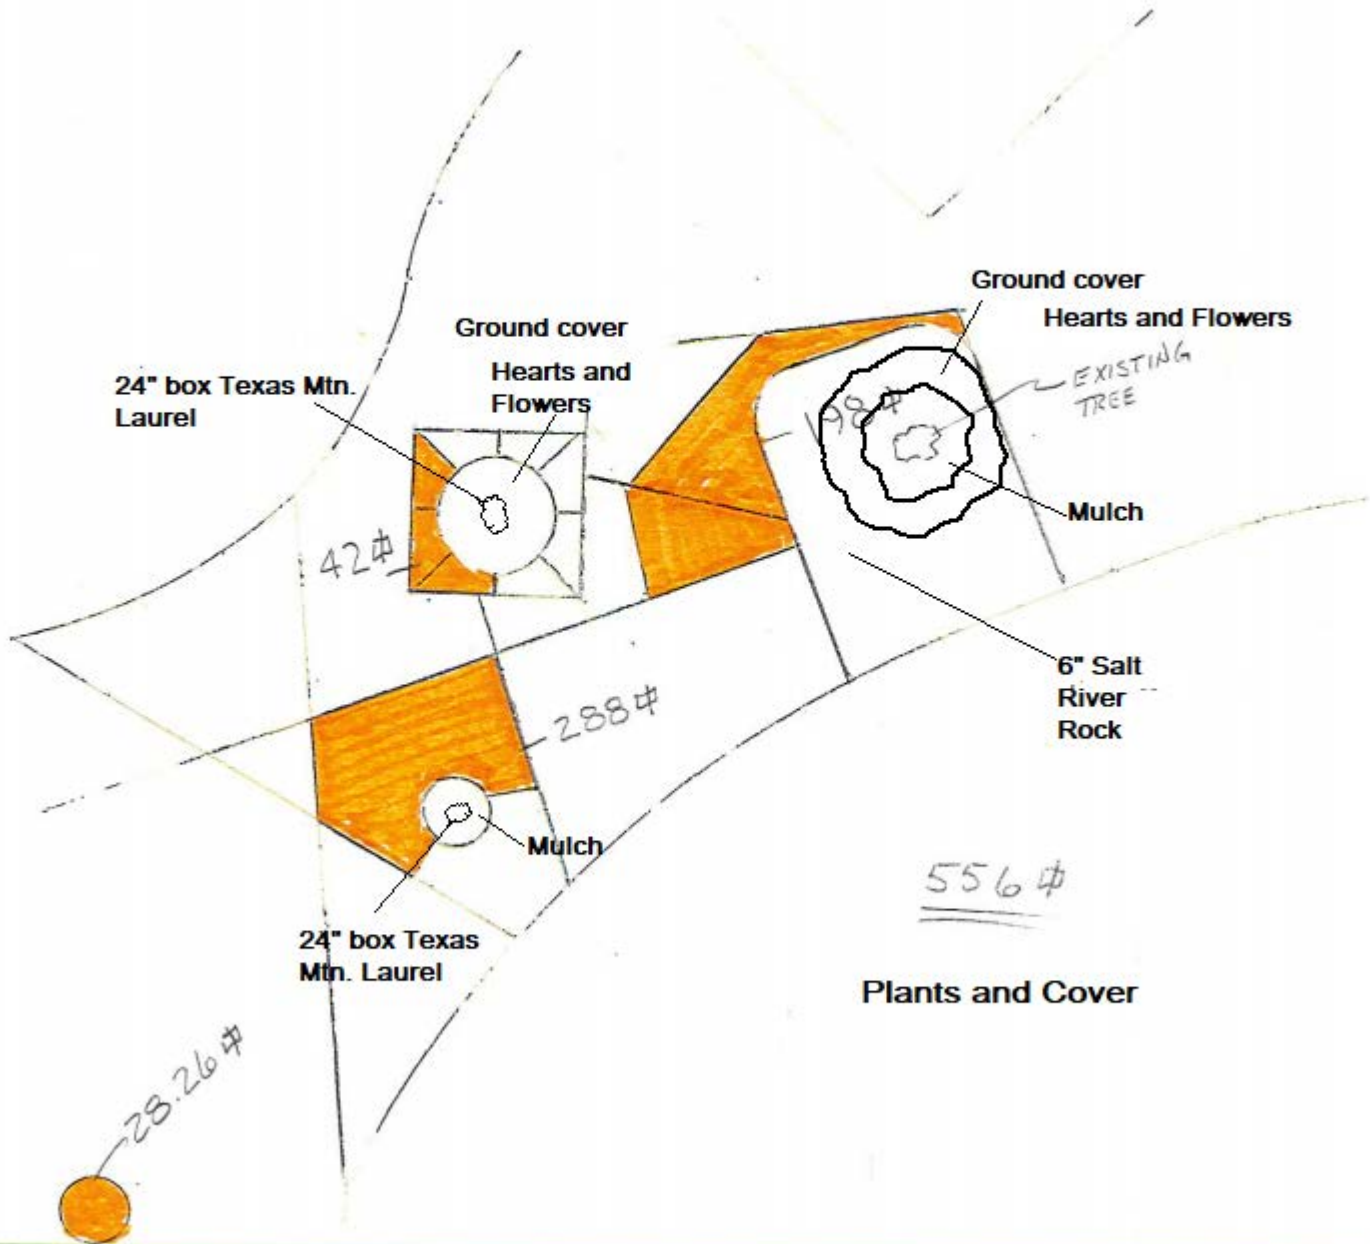 Ground cover
Hearts and Flowers
EXISTING
TREE
Ground cover
Hearts and
Flowers
24" box Texas Mtn.
Laurel
198⏍
Mulch
42⏍
6" Salt
River
Rock
288⏍
Mulch
24" box Texas
Mtn. Laurel
556⏍
Plants and Cover
28.26⏍